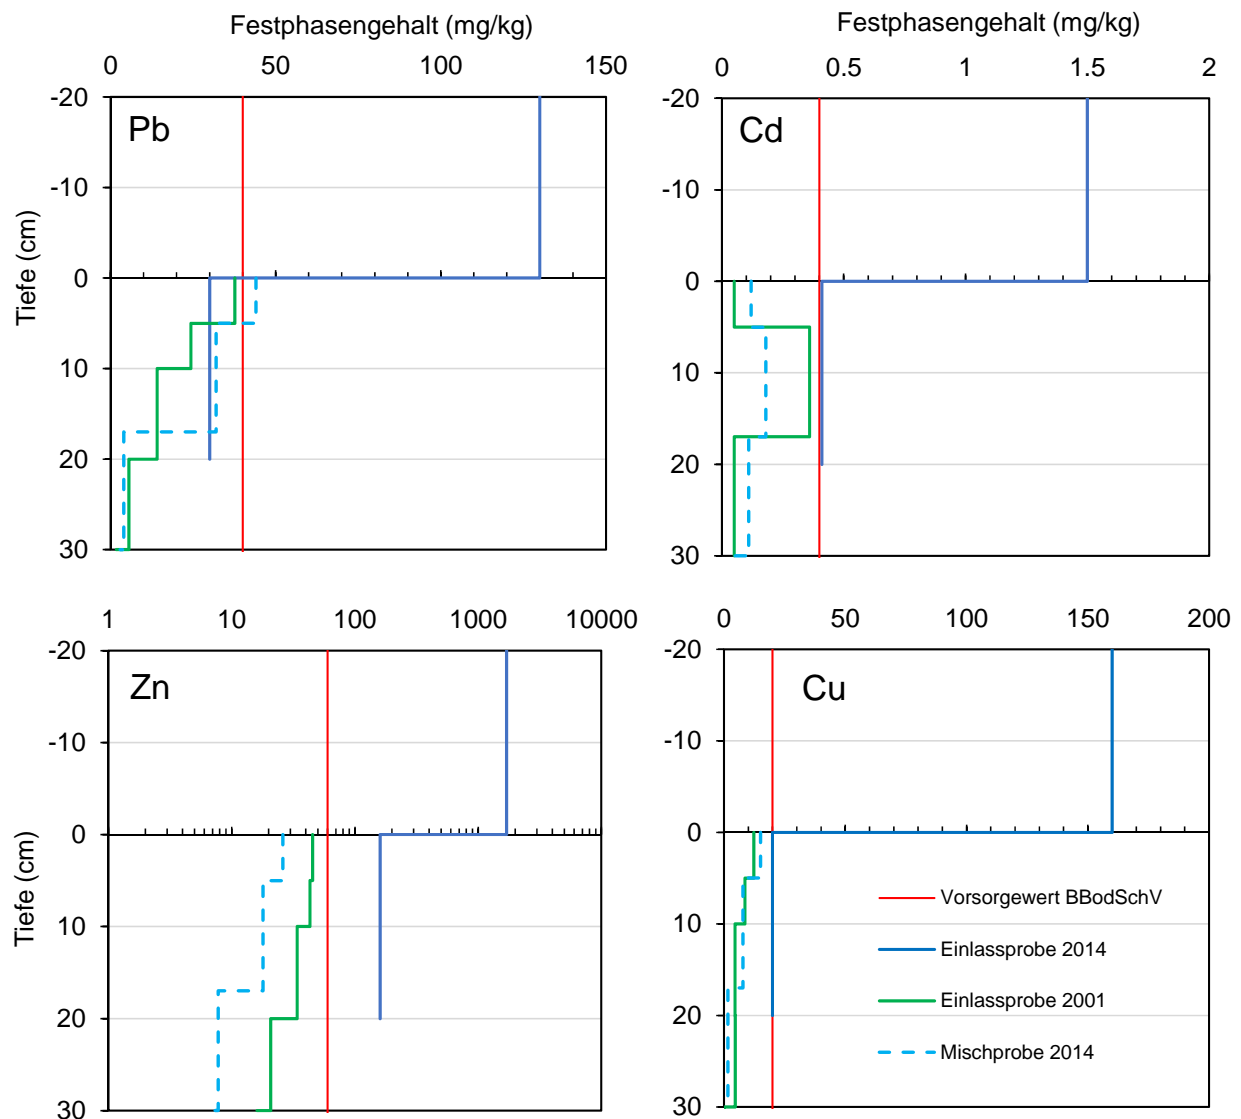 Festphasengehalt (mg/kg)
0 50 100 150
-20
-10
0
10
20
30
Tiefe (cm)
Pb
Festphasengehalt (mg/kg)
0 0.5 1 1.5 2
-20
-10
0
10
20
30
Cd
1 10 100 1000 10000
-20
-10
0
10
20
30
Tiefe (cm)
Zn
0 50 100 150 200
-20
-10
0
10
20
30
Cu
Vorsorgewert BBodSchV
Einlassprobe 2014
Einlassprobe 2001
Mischprobe 2014